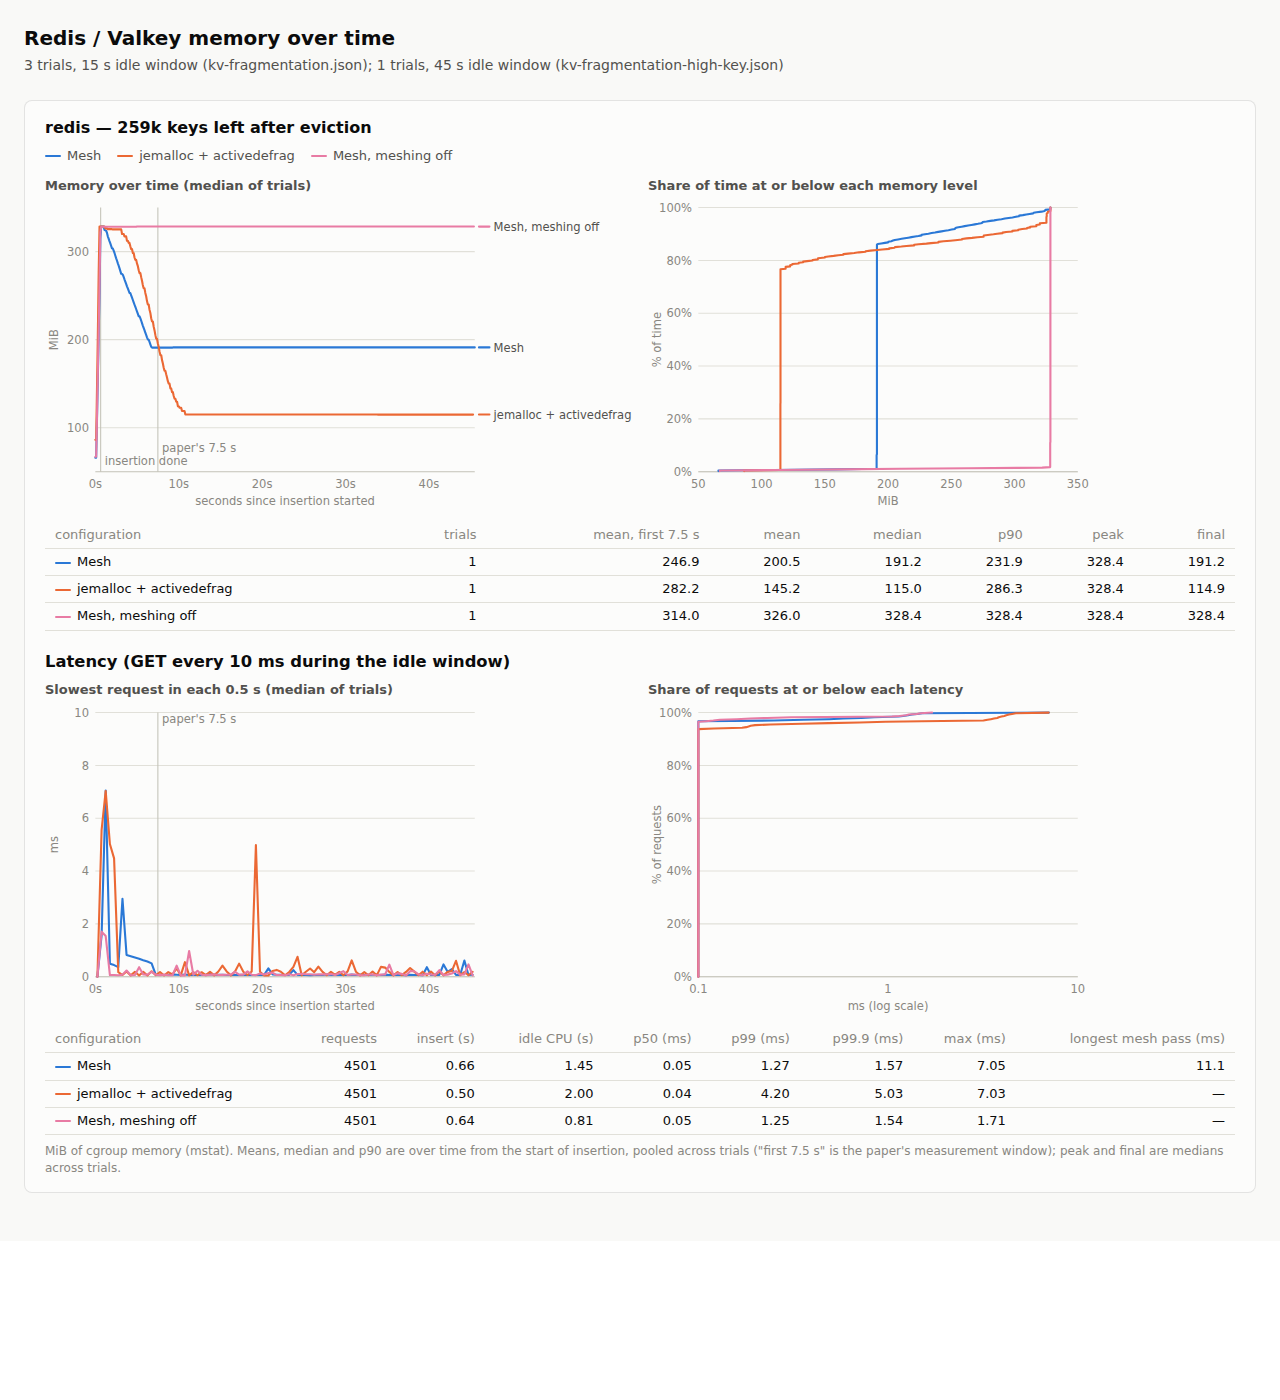 Redis / Valkey memory over time
3 trials, 15 s idle window (kv-fragmentation.json); 1 trials, 45 s idle window (kv-fragmentation-high-key.json)
redis — 259k keys left after eviction
Mesh jemalloc + activedefrag Mesh, meshing off
Memory over time (median of trials)
300
200
100
MiB
Mesh, meshing off
Mesh
jemalloc + activedefrag
paper's 7.5 s
insertion done
0s 10s 20s 30s 40s
seconds since insertion started
Share of time at or below each memory level
100%
80%
60%
40%
20%
0%
% of time
50 100 150 200 250 300 350
MiB
configuration trials mean, first 7.5 s mean median p90 peak final
Mesh 1 246.9 200.5 191.2 231.9 328.4 191.2
jemalloc + activedefrag 1 282.2 145.2 115.0 286.3 328.4 114.9
Mesh, meshing off 1 314.0 326.0 328.4 328.4 328.4 328.4
Latency (GET every 10 ms during the idle window)
Slowest request in each 0.5 s (median of trials)
10
8
6
4
2
0
ms
paper's 7.5 s
0s 10s 20s 30s 40s
seconds since insertion started
Share of requests at or below each latency
100%
80%
60%
40%
20%
0%
% of requests
0.1 1 10
ms (log scale)
configuration requests insert (s) idle CPU (s) p50 (ms) p99 (ms) p99.9 (ms) max (ms) longest mesh pass (ms)
Mesh 4501 0.66 1.45 0.05 1.27 1.57 7.05 11.1
jemalloc + activedefrag 4501 0.50 2.00 0.04 4.20 5.03 7.03 —
Mesh, meshing off 4501 0.64 0.81 0.05 1.25 1.54 1.71 —
MiB of cgroup memory (mstat). Means, median and p90 are over time from the start of insertion, pooled across trials ("first 7.5 s" is the paper's measurement window); peak and final are medians
across trials.